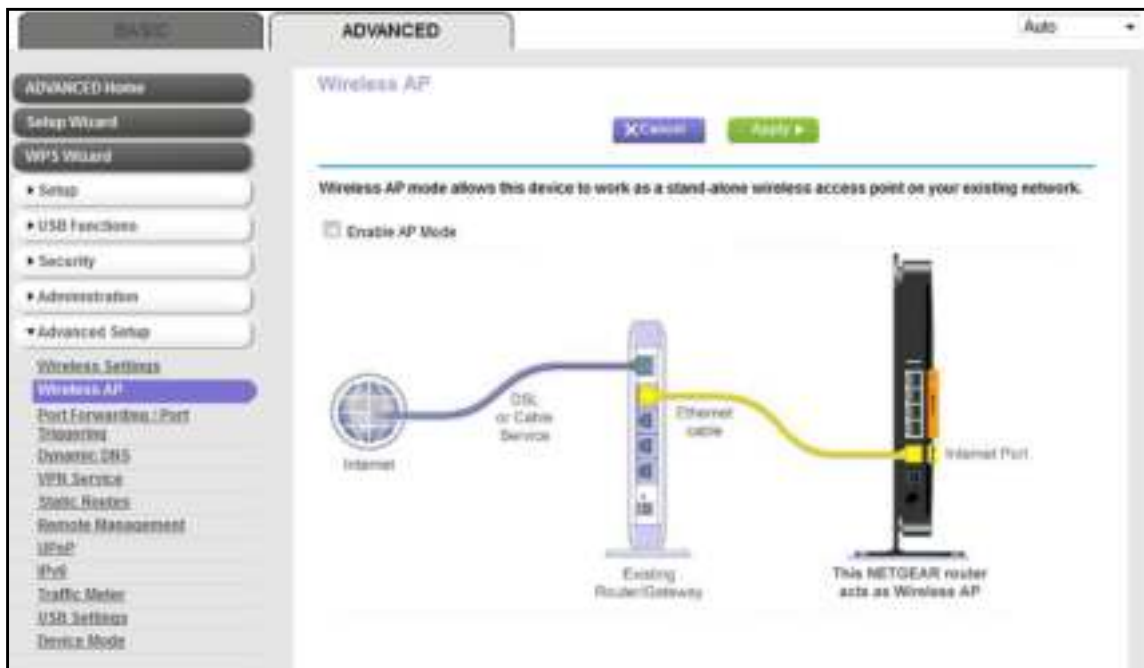 BASIC
ADVANCED
Auto
ADVANCED Home
Setup Wizard
WPS Wizard
Setup
USB Functions
Security
Administration
Advanced Setup
Wireless Settings
Wireless AP
Port Forwarding / Port
Triggering
Dynamic DNS
VPN Service
Static Routes
Remote Management
UPnP
IPv6
Traffic Meter
USB Settings
Device Mode
Wireless AP
Cancel
Apply
Wireless AP mode allows this device to work as a stand-alone wireless access point on your existing network.
Enable AP Mode
Internet
DSL
or Cable
Service
Ethernet
cable
Internet Port
Existing
Router/Gateway
This NETGEAR router
acts as Wireless AP